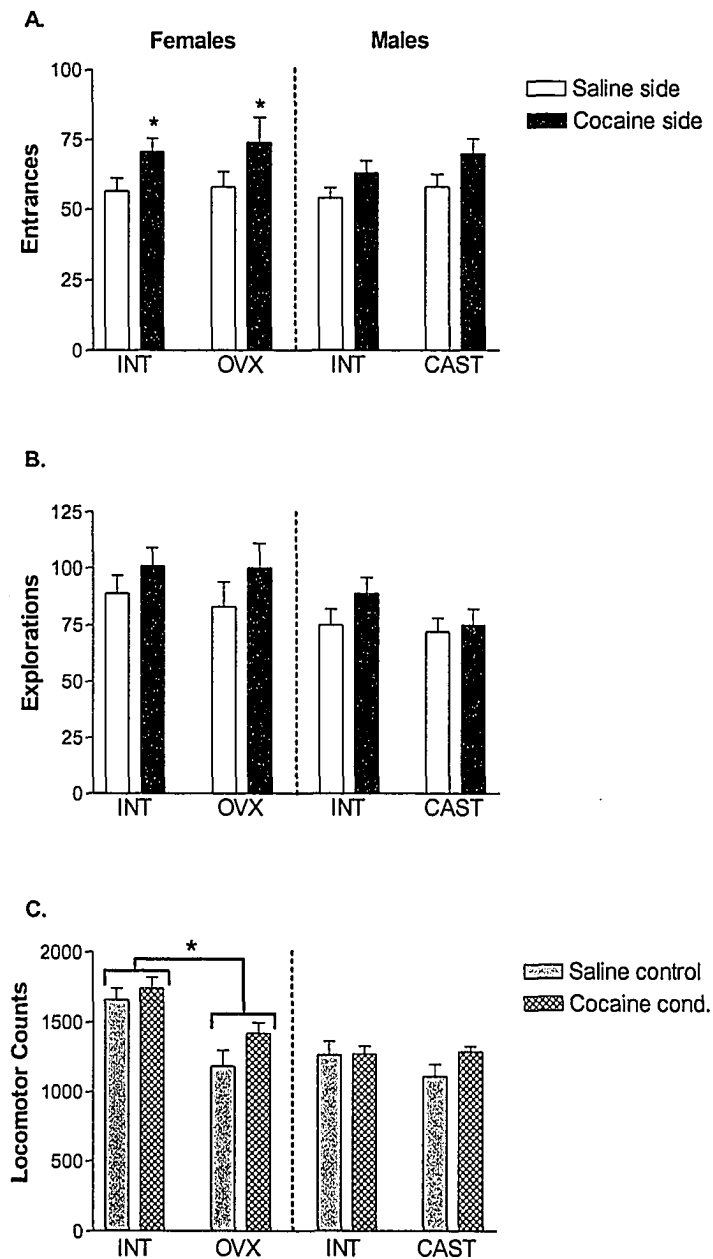 A.
Females Males
100
75
50
25
0
Entrances
* *
INT OVX INT CAST
Saline side
Cocaine side
B.
125
100
75
50
25
0
Explorations
INT OVX INT CAST
C.
2000
1500
1000
500
0
Locomotor Counts
*
INT OVX INT CAST
Saline control
Cocaine cond.